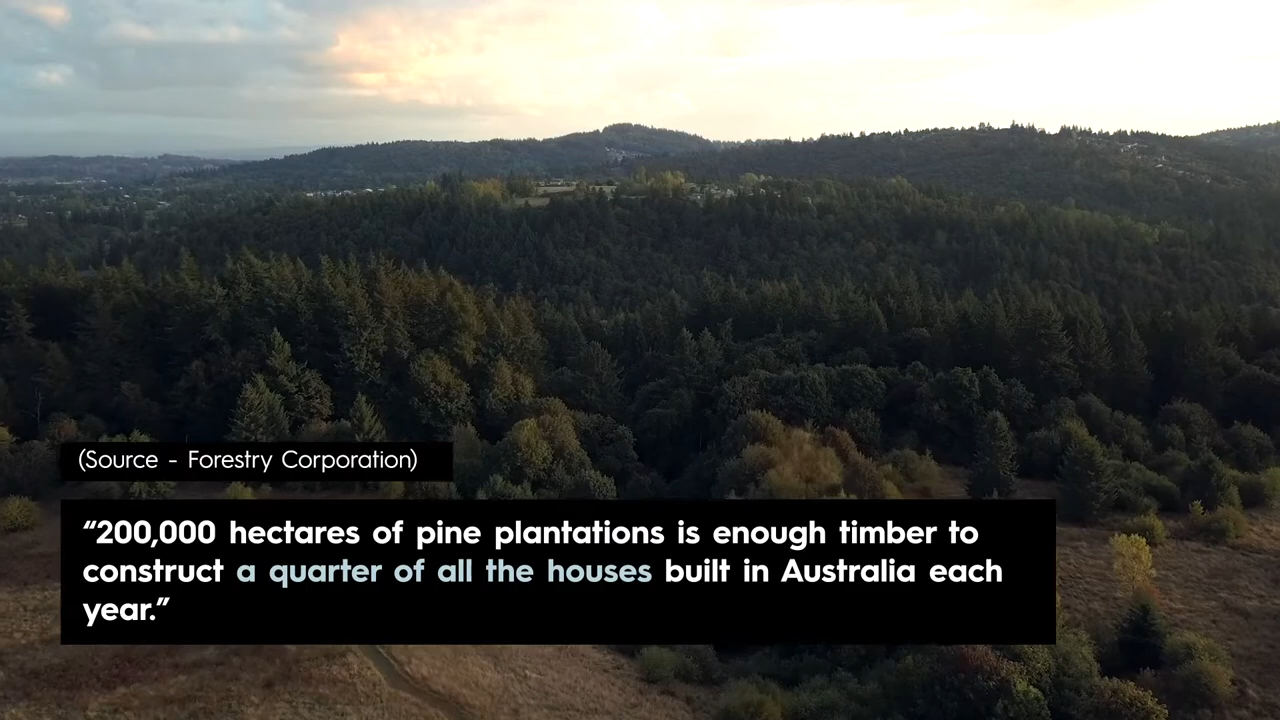 (Source - Forestry Corporation)
“200,000 hectares of pine plantations is enough timber to
construct a quarter of all the houses built in Australia each
year.”